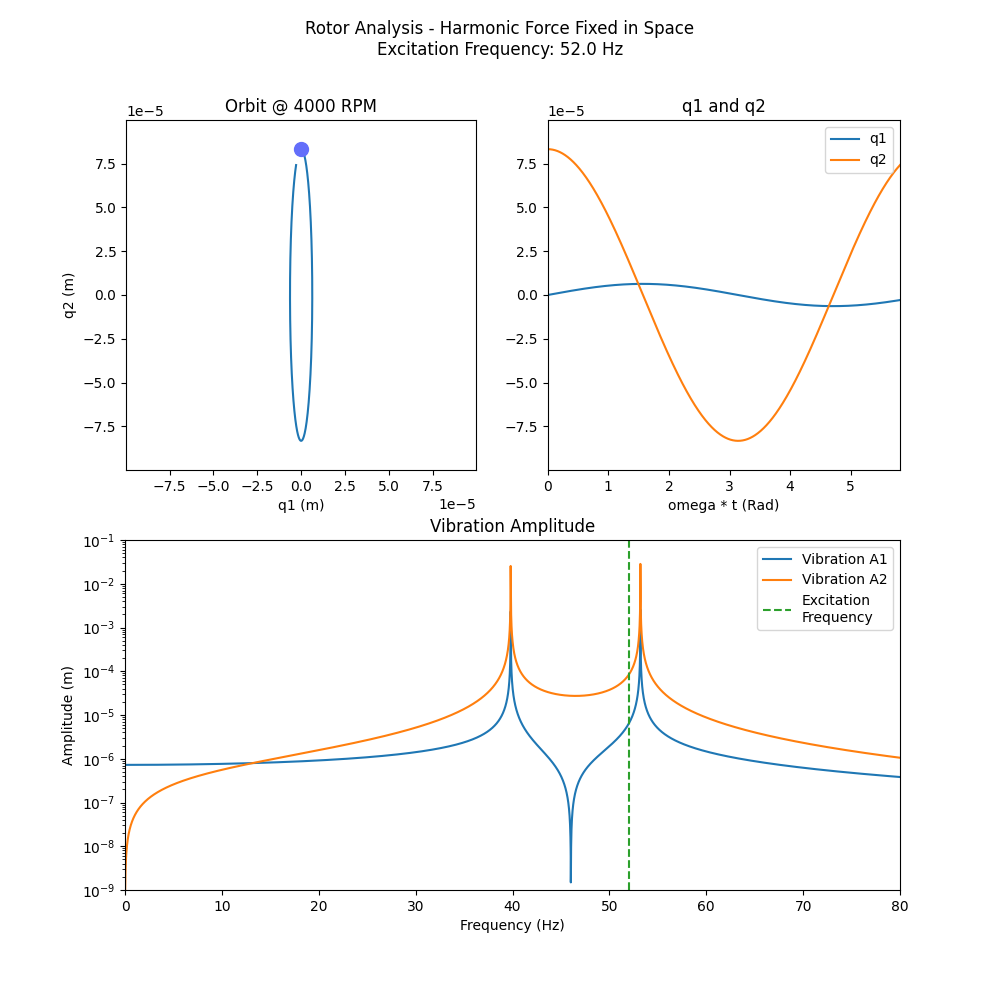 Rotor Analysis - Harmonic Force Fixed in Space
Excitation Frequency: 52.0 Hz
Orbit @ 4000 RPM
1e−5
7.5
5.0
2.5
0.0
−2.5
−5.0
−7.5
q2 (m)
−7.5 −5.0 −2.5 0.0 2.5 5.0 7.5
1e−5
q1 (m)
q1 and q2
1e−5
q1
q2
7.5
5.0
2.5
0.0
−2.5
−5.0
−7.5
0 1 2 3 4 5
omega * t (Rad)
Vibration Amplitude
Vibration A1
Vibration A2
Excitation
Frequency
10−1
10−2
10−3
10−4
10−5
10−6
10−7
10−8
10−9
Amplitude (m)
0 10 20 30 40 50 60 70 80
Frequency (Hz)